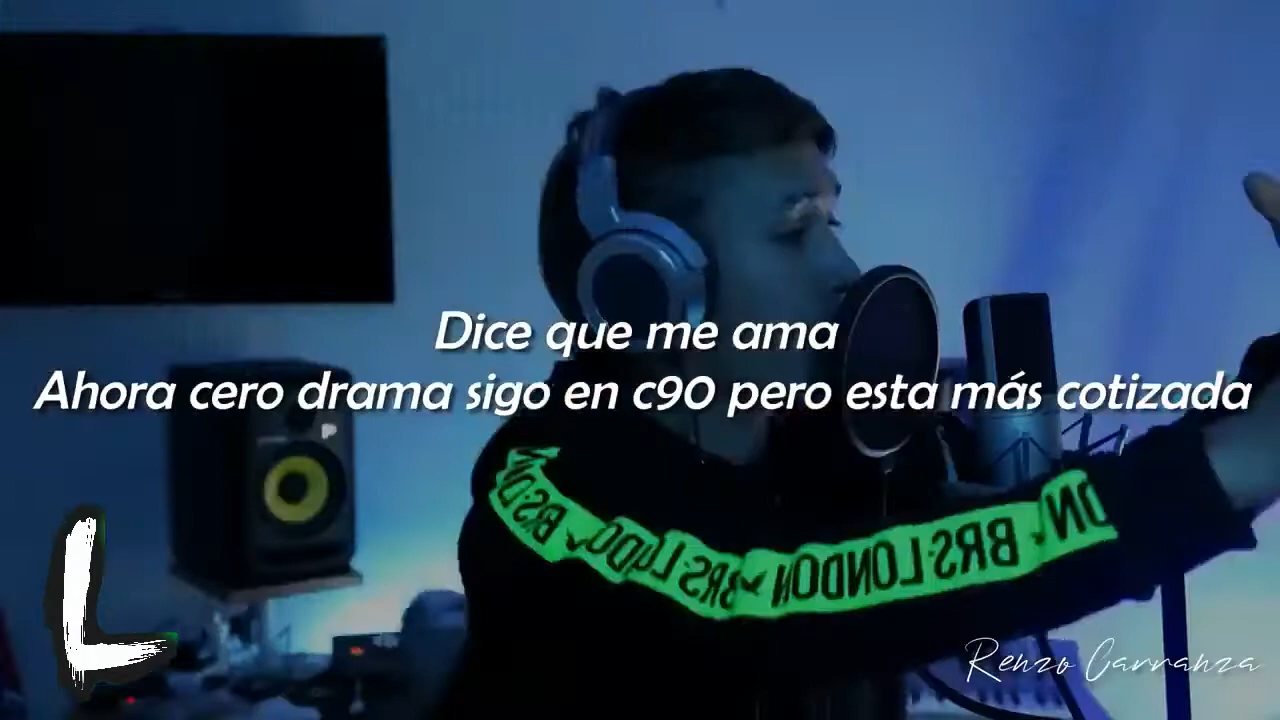 Dice que me ama
Ahora cero drama sigo en c90 pero esta más cotizada
BRS LONDON
L
Renzo Carranza